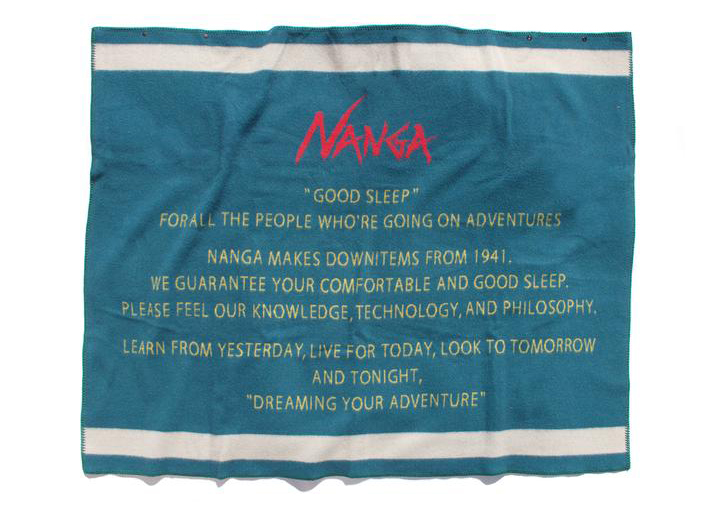 NANGA
"GOOD SLEEP"
FORALL THE PEOPLE WHO'RE GOING ON ADVENTURES
NANGA MAKES DOWNITEMS FROM 1941.
WE GUARANTEE YOUR COMFORTABLE AND GOOD SLEEP.
PLEASE FEEL OUR KNOWLEDGE,TECHNOLOGY,AND PHILOSOPHY.
LEARN FROM YESTERDAY,LIVE FOR TODAY, LOOK TO TOMORROW
AND TONIGHT,
"DREAMING YOUR ADVENTURE"